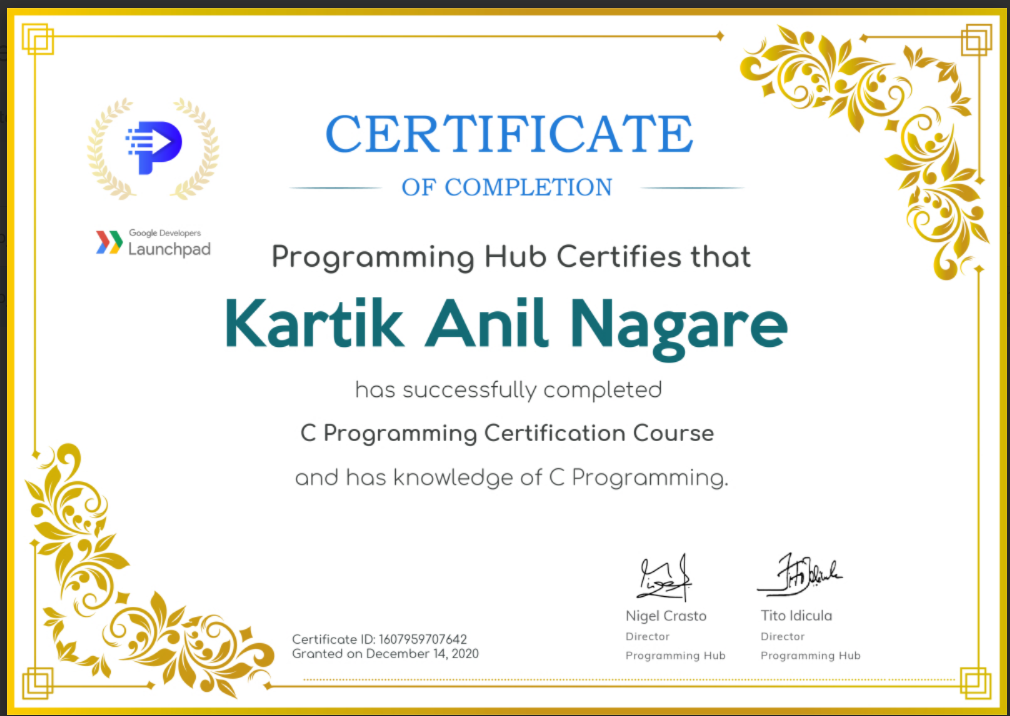 CERTIFICATE
OF COMPLETION
Google Developers
Launchpad
Programming Hub Certifies that
Kartik Anil Nagare
has successfully completed
C Programming Certification Course
and has knowledge of C Programming.
Nigel Crasto
Director
Programming Hub
Tito Idicula
Director
Programming Hub
Certificate ID: 1607959707642
Granted on December 14, 2020